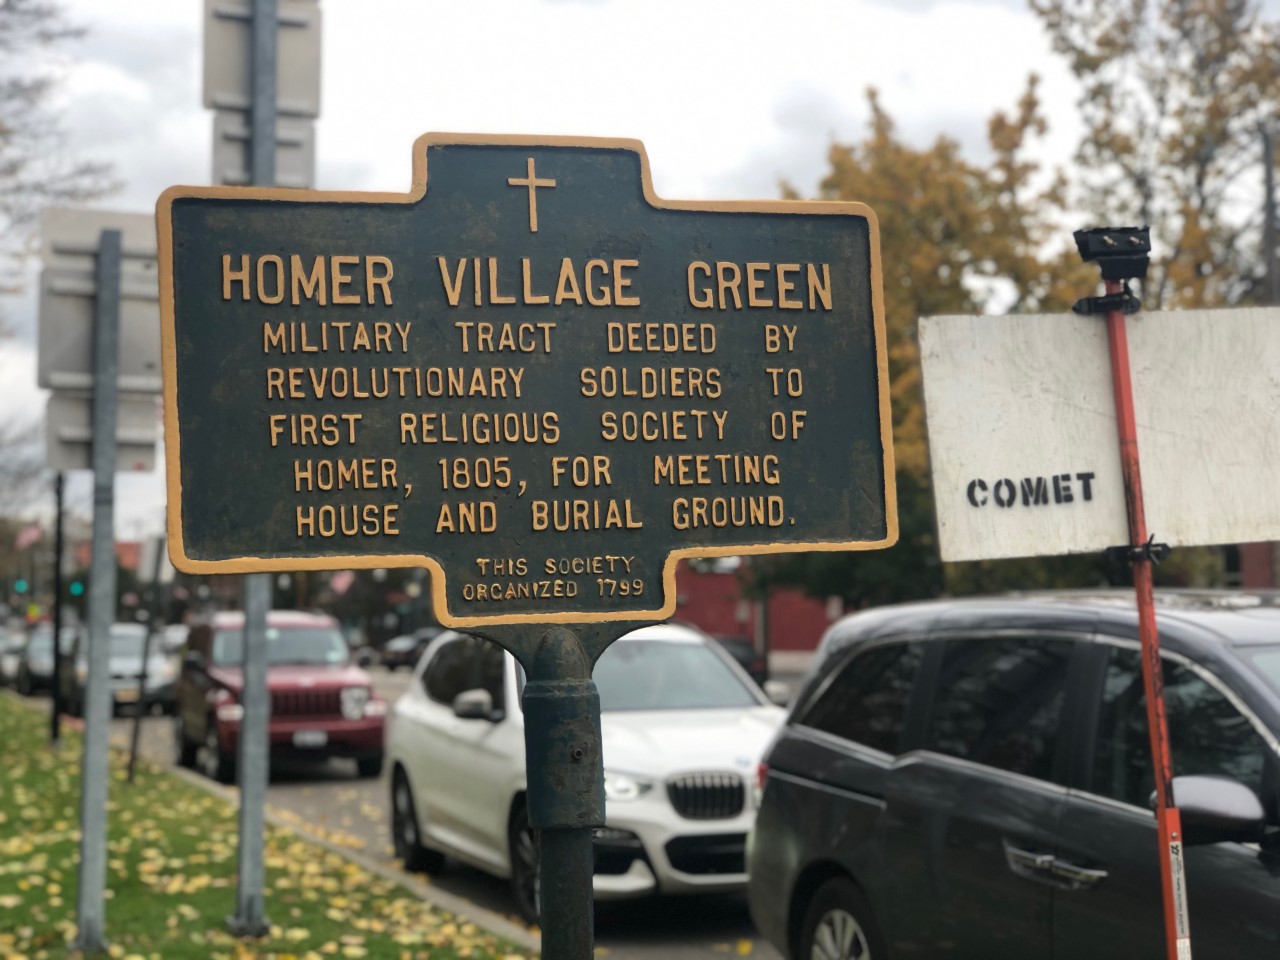 HOMER VILLAGE GREEN
MILITARY TRACT DEEDED BY
REVOLUTIONARY SOLDIERS TO
FIRST RELIGIOUS SOCIETY OF
HOMER, 1805, FOR MEETING
HOUSE AND BURIAL GROUND.
THIS SOCIETY
ORGANIZED 1799
COMET